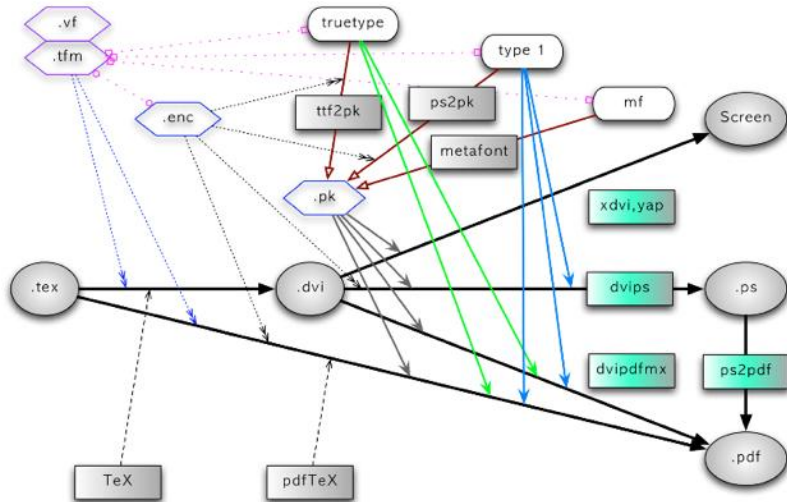 .vf
truetype
.tfm
type 1
ttf2pk
ps2pk
mf
.enc
Screen
metafont
.pk
xdvi,yap
.tex
.dvi
dvips
.ps
dvipdfmx
ps2pdf
.pdf
TeX
pdfTeX